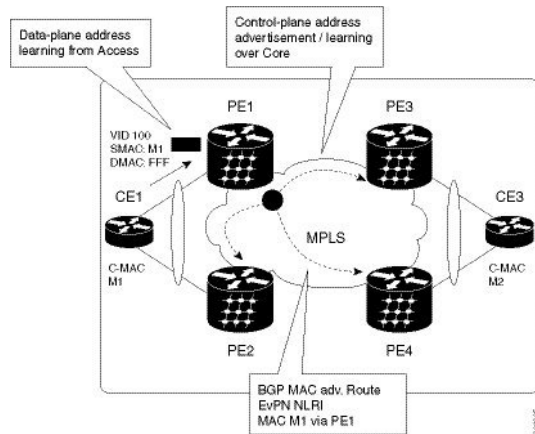 Data-plane address
learning from Access
Control-plane address
advertisement / learning
over Core
PE1
PE3
VID 100
SMAC: M1
DMAC: FFF
CE1
CE3
MPLS
C-MAC
M1
C-MAC
M2
PE2
PE4
BGP MAC adv. Route
EvPN NLRI
MAC M1 via PE1